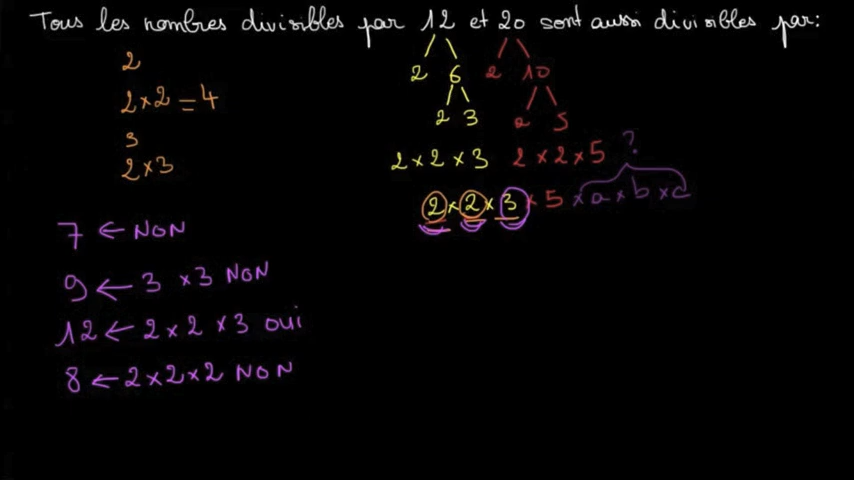 Tous les nombres divisibles par 12 et 20 sont aussi divisibles par:
2
2×2=4
3
2×3
2 6 2 10
2 3 2 5
2×2×3 2×2×5 ?
2×2×3×5×a×b×c
7 ← NON
9 ← 3 ×3 NON
12 ← 2×2×3 OUI
8 ← 2×2×2 NON